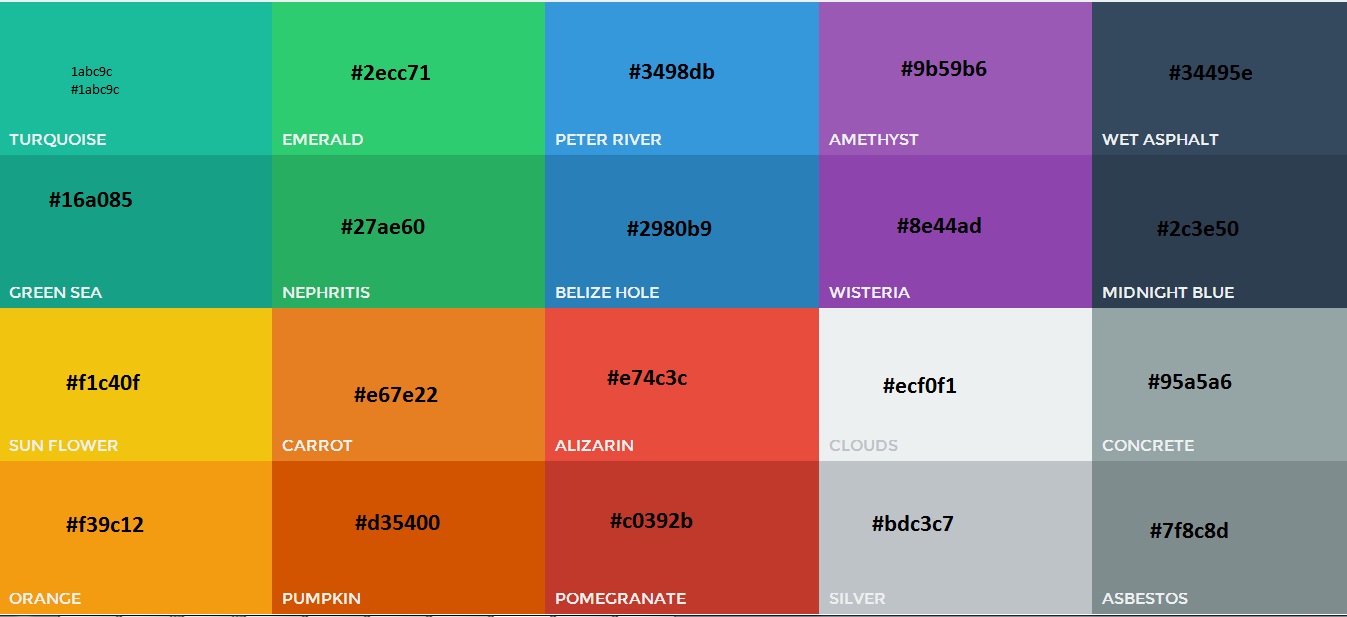 1abc9c
#1abc9c
#2ecc71
#3498db
#9b59b6
#34495e
TURQUOISE
EMERALD
PETER RIVER
AMETHYST
WET ASPHALT
#16a085
#27ae60
#2980b9
#8e44ad
#2c3e50
GREEN SEA
NEPHRITIS
BELIZE HOLE
WISTERIA
MIDNIGHT BLUE
#f1c40f
#e67e22
#e74c3c
#ecf0f1
#95a5a6
SUN FLOWER
CARROT
ALIZARIN
CLOUDS
CONCRETE
#f39c12
#d35400
#c0392b
#bdc3c7
#7f8c8d
ORANGE
PUMPKIN
POMEGRANATE
SILVER
ASBESTOS